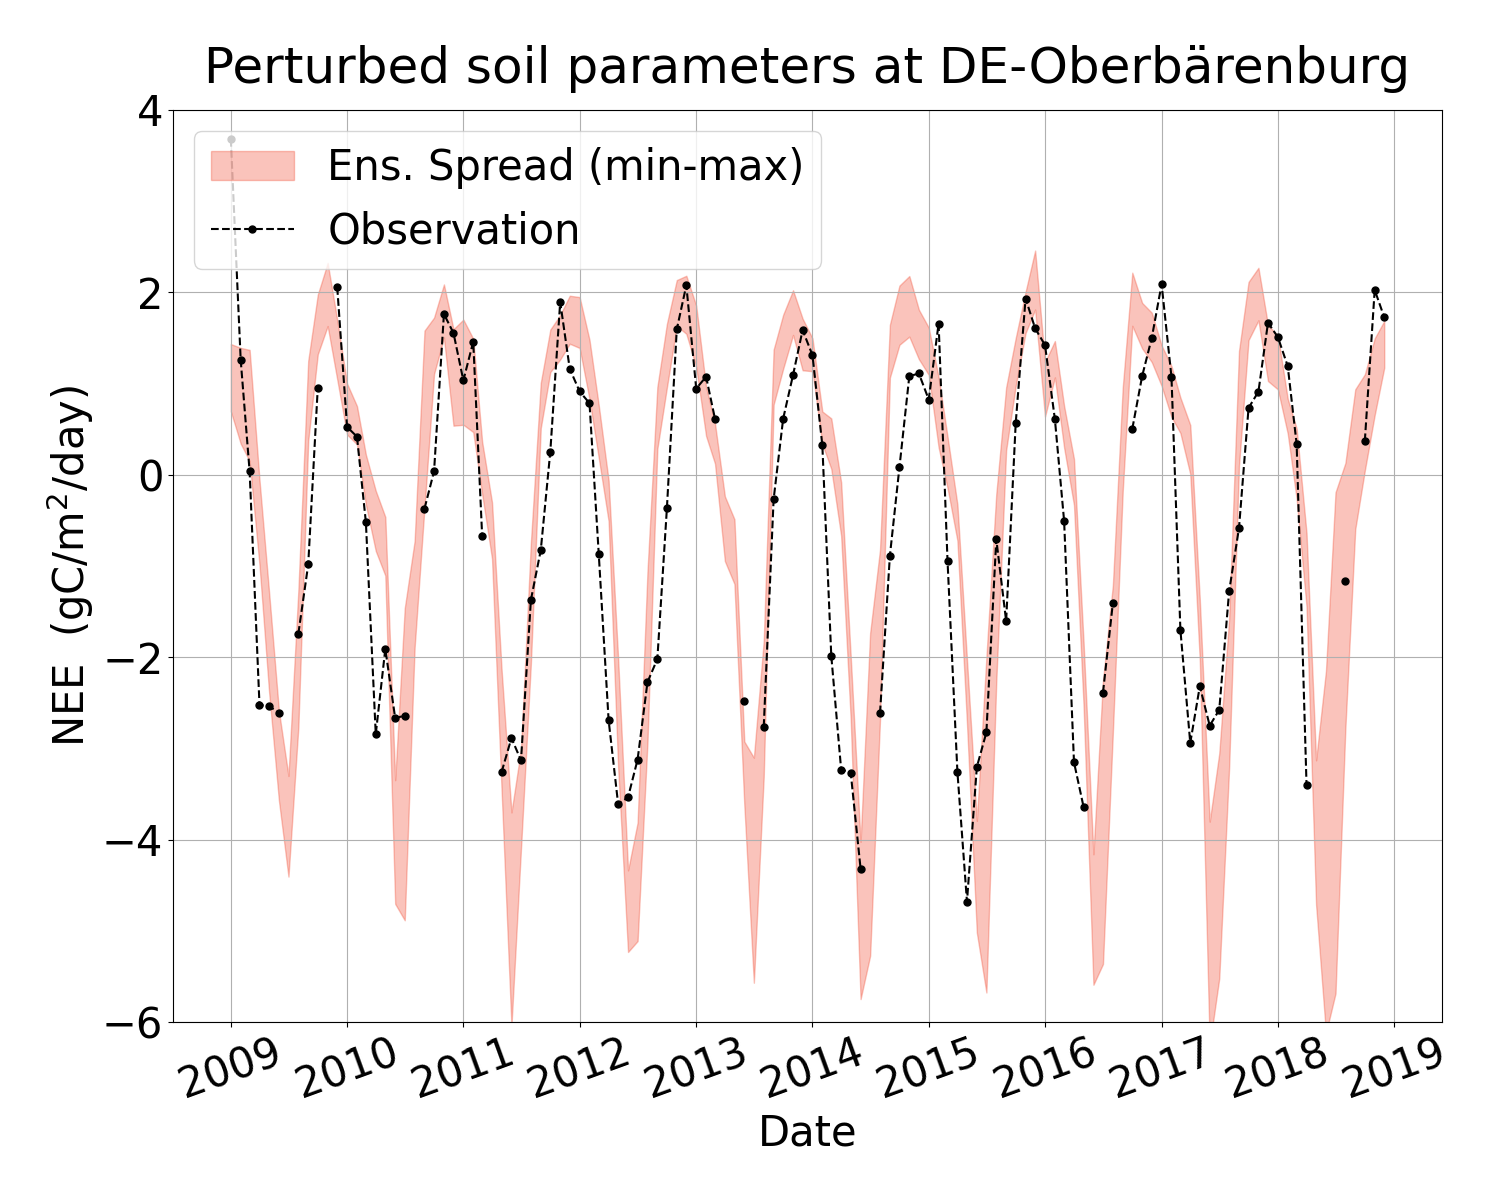 Perturbed soil parameters at DE-Oberbärenburg
Ens. Spread (min-max)
Observation
NEE (gC/m²/day)
4
2
0
−2
−4
−6
2009 2010 2011 2012 2013 2014 2015 2016 2017 2018 2019
Date